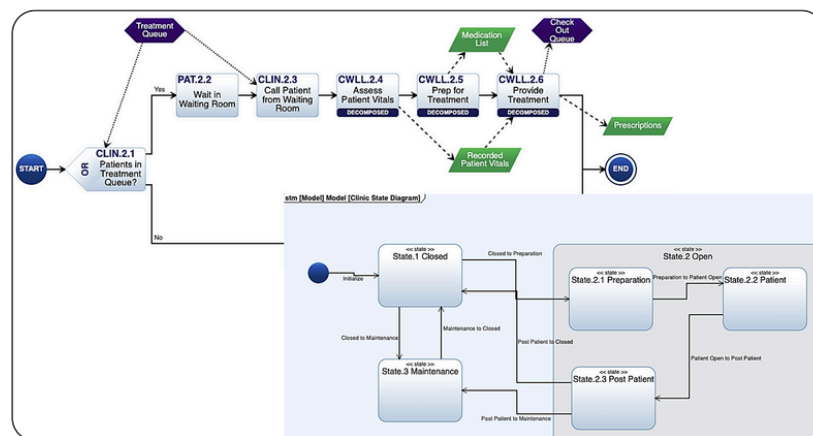 Treatment
Queue
Medication
List
Check
Out
Queue
PAT.2.2
Wait in
Waiting Room
CLIN.2.3
Call Patient
from Waiting
Room
CWLL.2.4
Assess
Patient Vitals
DECOMPOSED
CWLL.2.5
Prep for
Treatment
DECOMPOSED
CWLL.2.6
Provide
Treatment
DECOMPOSED
Yes
Prescriptions
START
OR
CLIN.2.1
Patients in
Treatment
Queue?
Recorded
Patient Vitals
END
No
stm [Model] Model [Clinic State Diagram]
<< state >>
State.1 Closed
Closed to Preparation
<< state >>
State.2 Open
Initialize
<< state >>
State.2.1 Preparation
Preparation to Patient Open
<< state >>
State.2.2 Patient
Closed to Maintenance
Maintenance to Closed
Post Patient to Closed
Patient Open to Post Patient
<< state >>
State.3 Maintenance
<< state >>
State.2.3 Post Patient
Post Patient to Maintenance